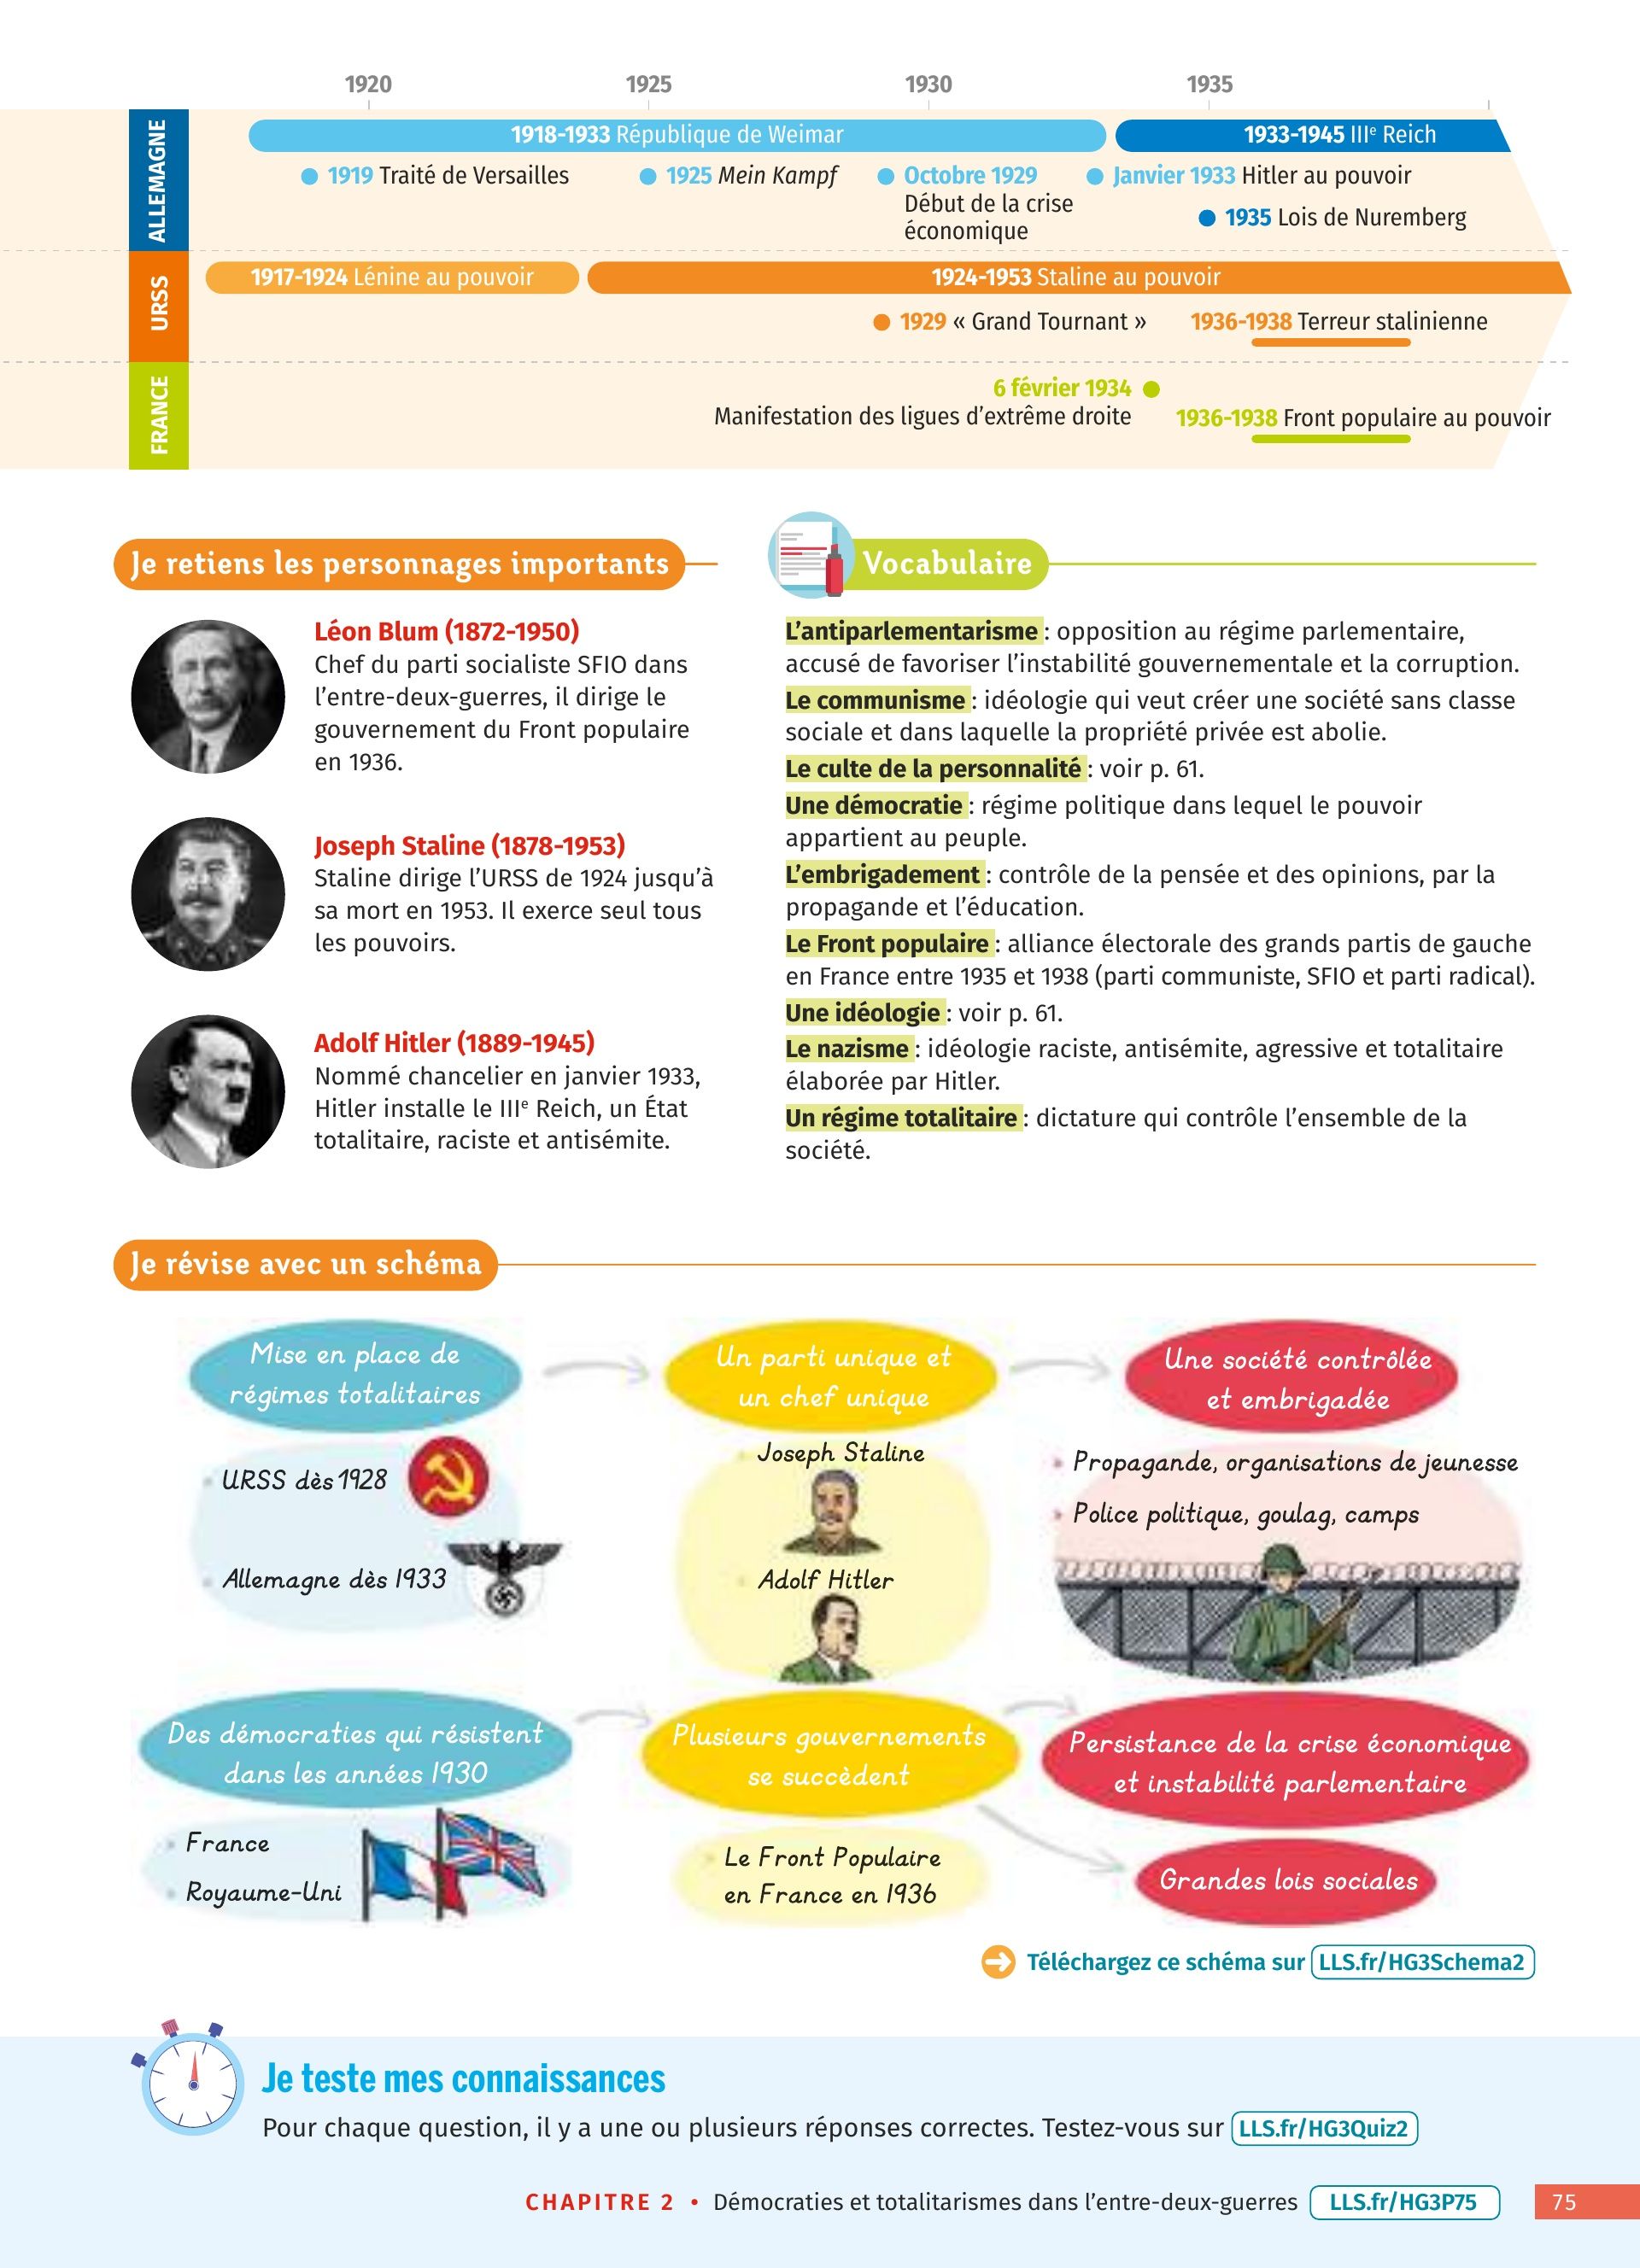 1920 1925 1930 1935
ALLEMAGNE
1918-1933 République de Weimar
1933-1945 IIIe Reich
1919 Traité de Versailles
1925 Mein Kampf
Octobre 1929
Début de la crise
économique
Janvier 1933 Hitler au pouvoir
1935 Lois de Nuremberg
URSS
1917-1924 Lénine au pouvoir
1924-1953 Staline au pouvoir
1929 « Grand Tournant »
1936-1938 Terreur stalinienne
FRANCE
6 février 1934
Manifestation des ligues d’extrême droite
1936-1938 Front populaire au pouvoir
Je retiens les personnages importants
Léon Blum (1872-1950)
Chef du parti socialiste SFIO dans
l’entre-deux-guerres, il dirige le
gouvernement du Front populaire
en 1936.
Joseph Staline (1878-1953)
Staline dirige l’URSS de 1924 jusqu’à
sa mort en 1953. Il exerce seul tous
les pouvoirs.
Adolf Hitler (1889-1945)
Nommé chancelier en janvier 1933,
Hitler installe le IIIe Reich, un État
totalitaire, raciste et antisémite.
Vocabulaire
L’antiparlementarisme : opposition au régime parlementaire,
accusé de favoriser l’instabilité gouvernementale et la corruption.
Le communisme : idéologie qui veut créer une société sans classe
sociale et dans laquelle la propriété privée est abolie.
Le culte de la personnalité : voir p. 61.
Une démocratie : régime politique dans lequel le pouvoir
appartient au peuple.
L’embrigadement : contrôle de la pensée et des opinions, par la
propagande et l’éducation.
Le Front populaire : alliance électorale des grands partis de gauche
en France entre 1935 et 1938 (parti communiste, SFIO et parti radical).
Une idéologie : voir p. 61.
Le nazisme : idéologie raciste, antisémite, agressive et totalitaire
élaborée par Hitler.
Un régime totalitaire : dictature qui contrôle l’ensemble de la
société.
Je révise avec un schéma
Mise en place de
régimes totalitaires
URSS dès 1928
Allemagne dès 1933
Un parti unique et
un chef unique
Joseph Staline
Adolf Hitler
Une société contrôlée
et embrigadée
Propagande, organisations de jeunesse
Police politique, goulag, camps
Des démocraties qui résistent
dans les années 1930
France
Royaume-Uni
Plusieurs gouvernements
se succèdent
Le Front Populaire
en France en 1936
Persistance de la crise économique
et instabilité parlementaire
Grandes lois sociales
Téléchargez ce schéma sur LLS.fr/HG3Schema2
Je teste mes connaissances
Pour chaque question, il y a une ou plusieurs réponses correctes. Testez-vous sur LLS.fr/HG3Quiz2
CHAPITRE 2 • Démocraties et totalitarismes dans l’entre-deux-guerres LLS.fr/HG3P75 75